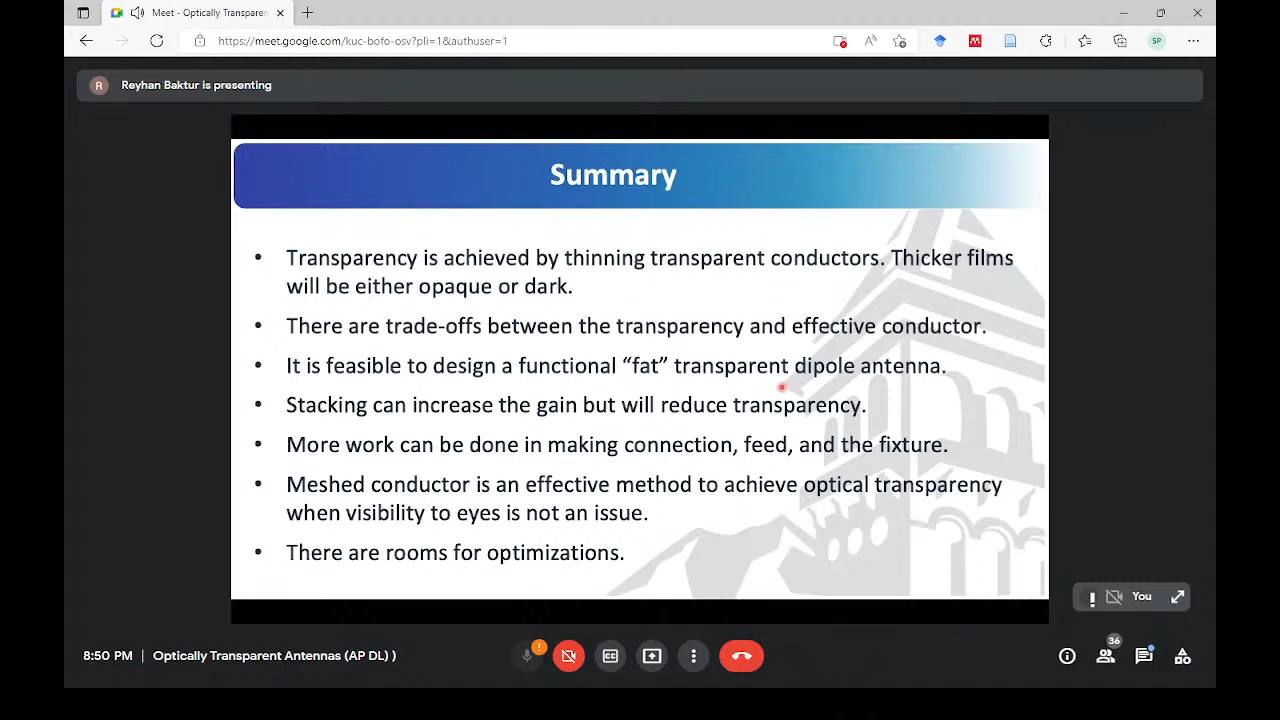 Meet - Optically Transparen
https://meet.google.com/kuc-bofo-osv?pli=1&authuser=1
SP
R
Reyhan Baktur is presenting
Summary
• Transparency is achieved by thinning transparent conductors. Thicker films
will be either opaque or dark.
• There are trade-offs between the transparency and effective conductor.
• It is feasible to design a functional “fat” transparent dipole antenna.
• Stacking can increase the gain but will reduce transparency.
• More work can be done in making connection, feed, and the fixture.
• Meshed conductor is an effective method to achieve optical transparency
when visibility to eyes is not an issue.
• There are rooms for optimizations.
You
8:50 PM | Optically Transparent Antennas (AP DL) )
36